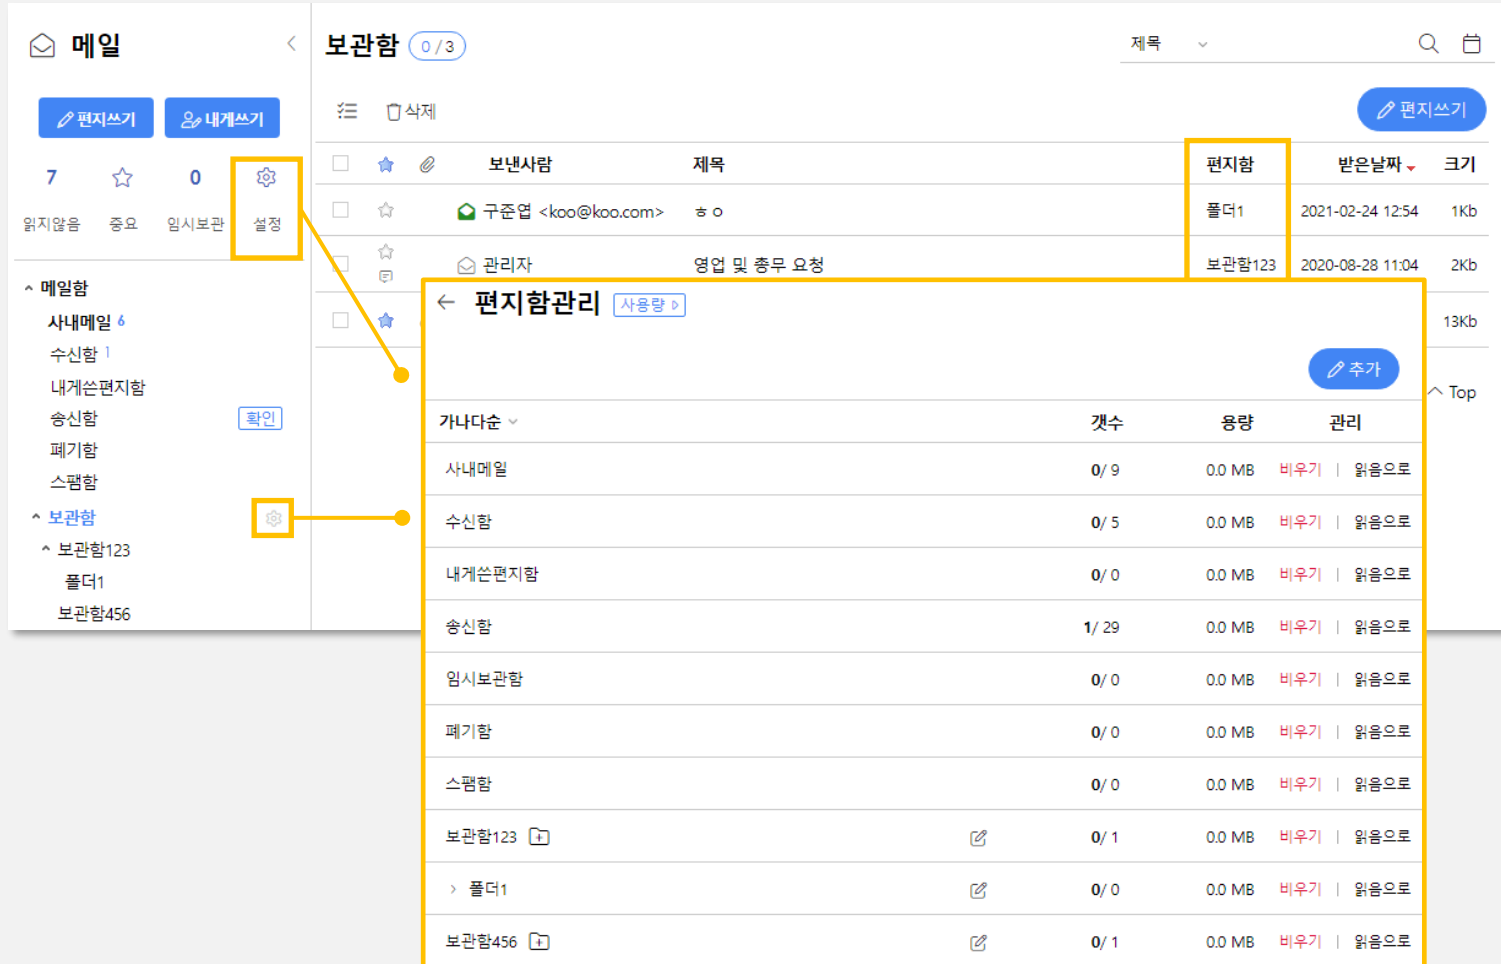 메일
편지쓰기 내게쓰기
7 0
읽지않음 중요 임시보관 설정
메일함
사내메일 6
수신함 1
내게쓴편지함
송신함 확인
폐기함
스팸함
보관함
보관함123
폴더1
보관함456
보관함 0 / 3
제목
삭제
편지쓰기
보낸사람 제목 편지함 받은날짜 크기
구준엽 <koo@koo.com> ㅎㅇ 폴더1 2021-02-24 12:54 1Kb
관리자 영업 및 총무 요청 보관함123 2020-08-28 11:04 2Kb
13Kb
Top
편지함관리 사용량
추가
가나다순 갯수 용량 관리
사내메일 0/ 9 0.0 MB 비우기 | 읽음으로
수신함 0/ 5 0.0 MB 비우기 | 읽음으로
내게쓴편지함 0/ 0 0.0 MB 비우기 | 읽음으로
송신함 1/ 29 0.0 MB 비우기 | 읽음으로
임시보관함 0/ 0 0.0 MB 비우기 | 읽음으로
폐기함 0/ 0 0.0 MB 비우기 | 읽음으로
스팸함 0/ 0 0.0 MB 비우기 | 읽음으로
보관함123 0/ 1 0.0 MB 비우기 | 읽음으로
폴더1 0/ 0 0.0 MB 비우기 | 읽음으로
보관함456 0/ 1 0.0 MB 비우기 | 읽음으로